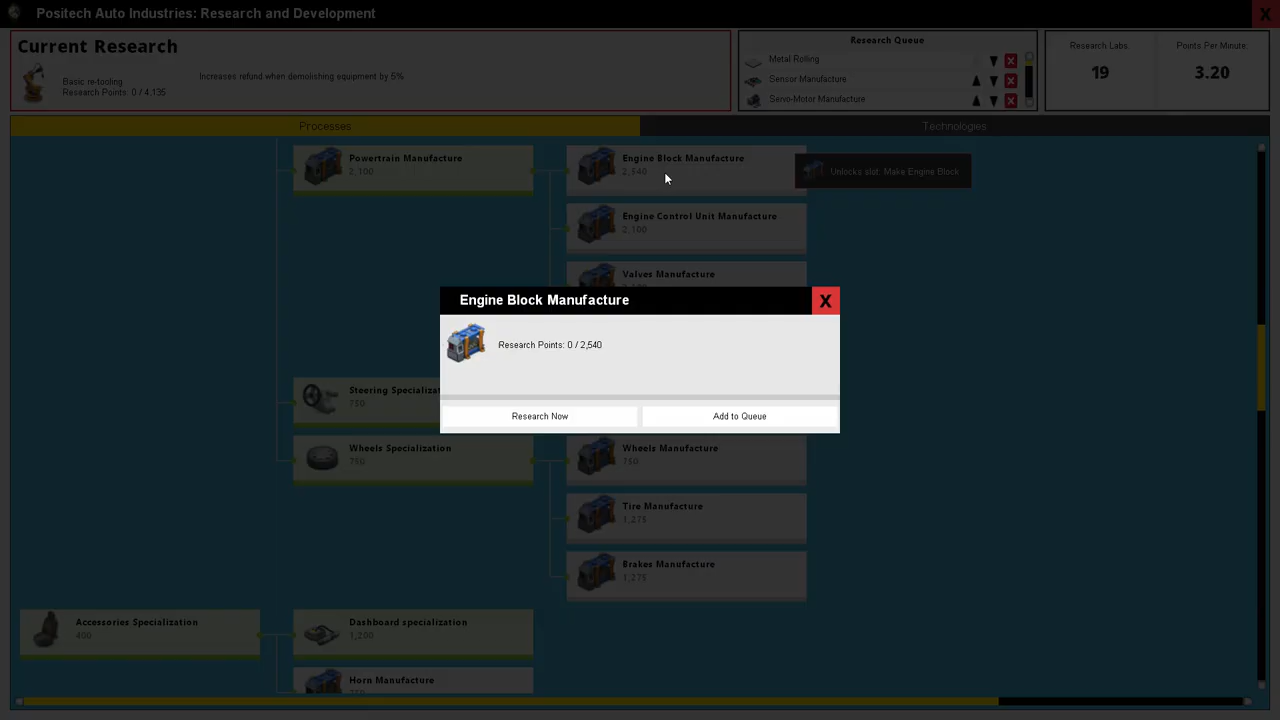 Positech Auto Industries: Research and Development
X
Current Research
Basic re-tooling
Research Points: 0 / 4,135
Increases refund when demolishing equipment by 5%
Research Queue
Metal Rolling
X
Sensor Manufacture
X
Servo-Motor Manufacture
X
Research Labs:
19
Points Per Minute:
3.20
Processes
Technologies
Powertrain Manufacture
2,100
Engine Block Manufacture
2,540
Unlocks slot: Make Engine Block
Engine Control Unit Manufacture
2,100
Valves Manufacture
Engine Block Manufacture
X
Research Points: 0 / 2,540
Research Now
Add to Queue
Steering Specializat
750
Wheels Specialization
750
Wheels Manufacture
750
Tire Manufacture
1,275
Brakes Manufacture
1,275
Accessories Specialization
400
Dashboard specialization
1,200
Horn Manufacture